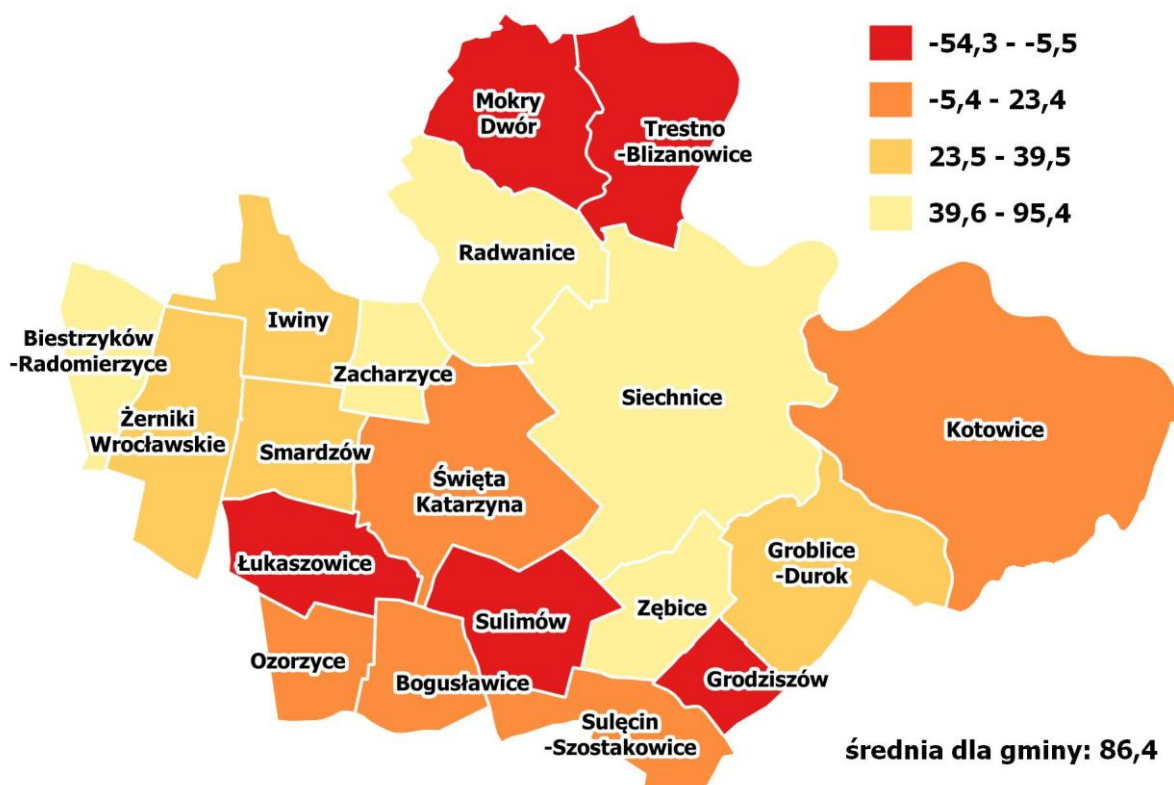 -54,3 - -5,5
-5,4 - 23,4
23,5 - 39,5
39,6 - 95,4
Mokry
Dwór
Trestno
-Blizanowice
Radwanice
Iwiny
Biestrzyków
-Radomierzyce
Zacharzyce
Siechnice
Żerniki
Wrocławskie
Smardzów
Kotowice
Święta
Katarzyna
Łukaszowice
Groblice
-Durok
Sulimów
Zębice
Ozorzyce
Bogusławice
Grodziszów
Sulęcin
-Szostakowice
średnia dla gminy: 86,4